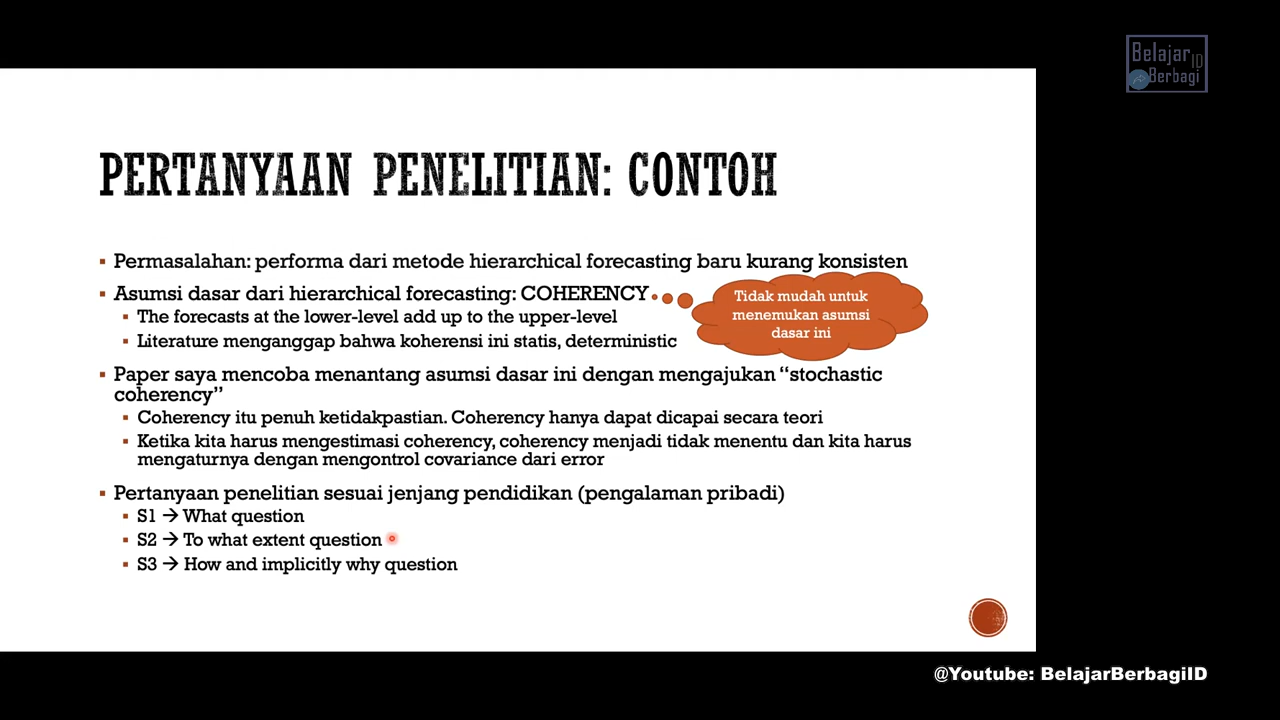 Belajar ID
Berbagi
PERTANYAAN PENELITIAN: CONTOH
Permasalahan: performa dari metode hierarchical forecasting baru kurang konsisten
Asumsi dasar dari hierarchical forecasting: COHERENCY
Tidak mudah untuk
menemukan asumsi
dasar ini
The forecasts at the lower-level add up to the upper-level
Literature menganggap bahwa koherensi ini statis, deterministic
Paper saya mencoba menantang asumsi dasar ini dengan mengajukan “stochastic
coherency”
Coherency itu penuh ketidakpastian. Coherency hanya dapat dicapai secara teori
Ketika kita harus mengestimasi coherency, coherency menjadi tidak menentu dan kita harus
mengaturnya dengan mengontrol covariance dari error
Pertanyaan penelitian sesuai jenjang pendidikan (pengalaman pribadi)
S1 → What question
S2 → To what extent question
S3 → How and implicitly why question
@Youtube: BelajarBerbagiID